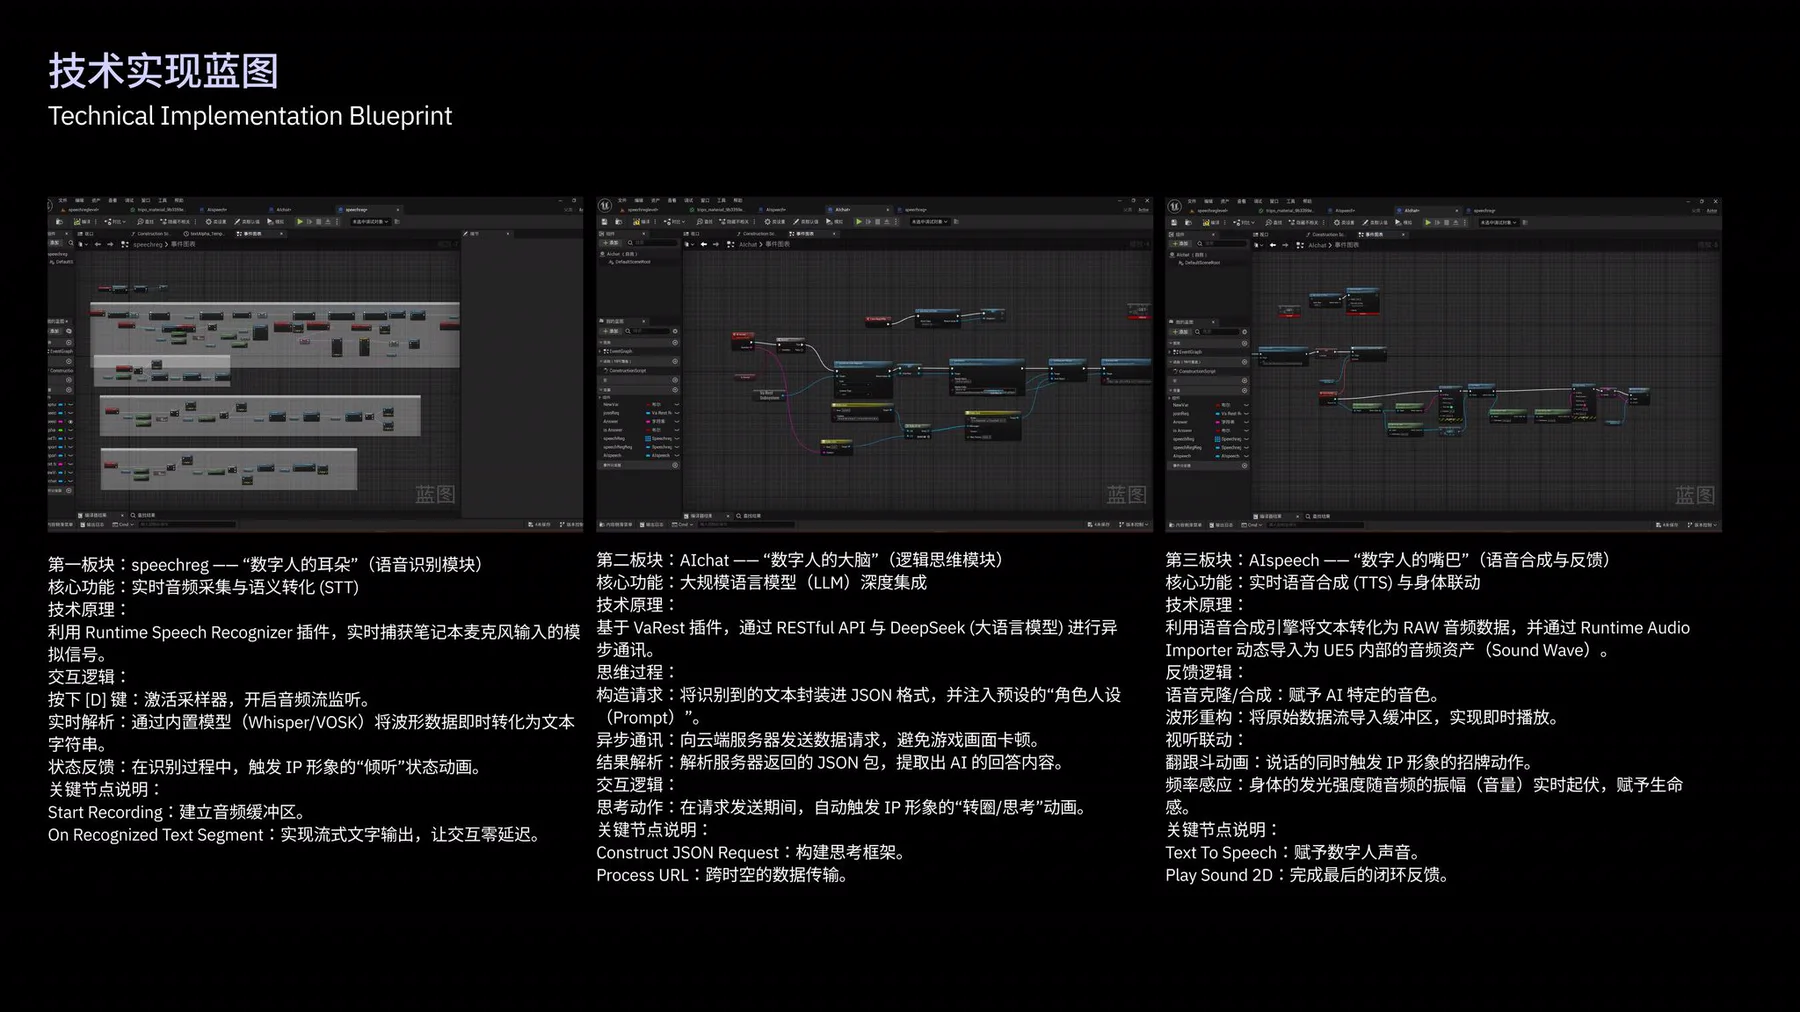 技术实现蓝图
Technical Implementation Blueprint
speechreg > 事件图表
蓝图
AIchat > 事件图表
蓝图
AIchat > 事件图表
蓝图
第一板块：speechreg —— “数字人的耳朵”（语音识别模块）
核心功能：实时音频采集与语义转化 (STT)
技术原理：
利用 Runtime Speech Recognizer 插件，实时捕获笔记本麦克风输入的模
拟信号。
交互逻辑：
按下 [D] 键：激活采样器，开启音频流监听。
实时解析：通过内置模型（Whisper/VOSK）将波形数据即时转化为文本
字符串。
状态反馈：在识别过程中，触发 IP 形象的“倾听”状态动画。
关键节点说明：
Start Recording：建立音频缓冲区。
On Recognized Text Segment：实现流式文字输出，让交互零延迟。
第二板块：AIchat —— “数字人的大脑”（逻辑思维模块）
核心功能：大规模语言模型（LLM）深度集成
技术原理：
基于 VaRest 插件，通过 RESTful API 与 DeepSeek (大语言模型) 进行异
步通讯。
思维过程：
构造请求：将识别到的文本封装进 JSON 格式，并注入预设的“角色人设
（Prompt）”。
异步通讯：向云端服务器发送数据请求，避免游戏画面卡顿。
结果解析：解析服务器返回的 JSON 包，提取出 AI 的回答内容。
交互逻辑：
思考动作：在请求发送期间，自动触发 IP 形象的“转圈/思考”动画。
关键节点说明：
Construct JSON Request：构建思考框架。
Process URL：跨时空的数据传输。
第三板块：AIspeech —— “数字人的嘴巴”（语音合成与反馈）
核心功能：实时语音合成 (TTS) 与身体联动
技术原理：
利用语音合成引擎将文本转化为 RAW 音频数据，并通过 Runtime Audio
Importer 动态导入为 UE5 内部的音频资产（Sound Wave）。
反馈逻辑：
语音克隆/合成：赋予 AI 特定的音色。
波形重构：将原始数据流导入缓冲区，实现即时播放。
视听联动：
翻跟斗动画：说话的同时触发 IP 形象的招牌动作。
频率感应：身体的发光强度随音频的振幅（音量）实时起伏，赋予生命
感。
关键节点说明：
Text To Speech：赋予数字人声音。
Play Sound 2D：完成最后的闭环反馈。